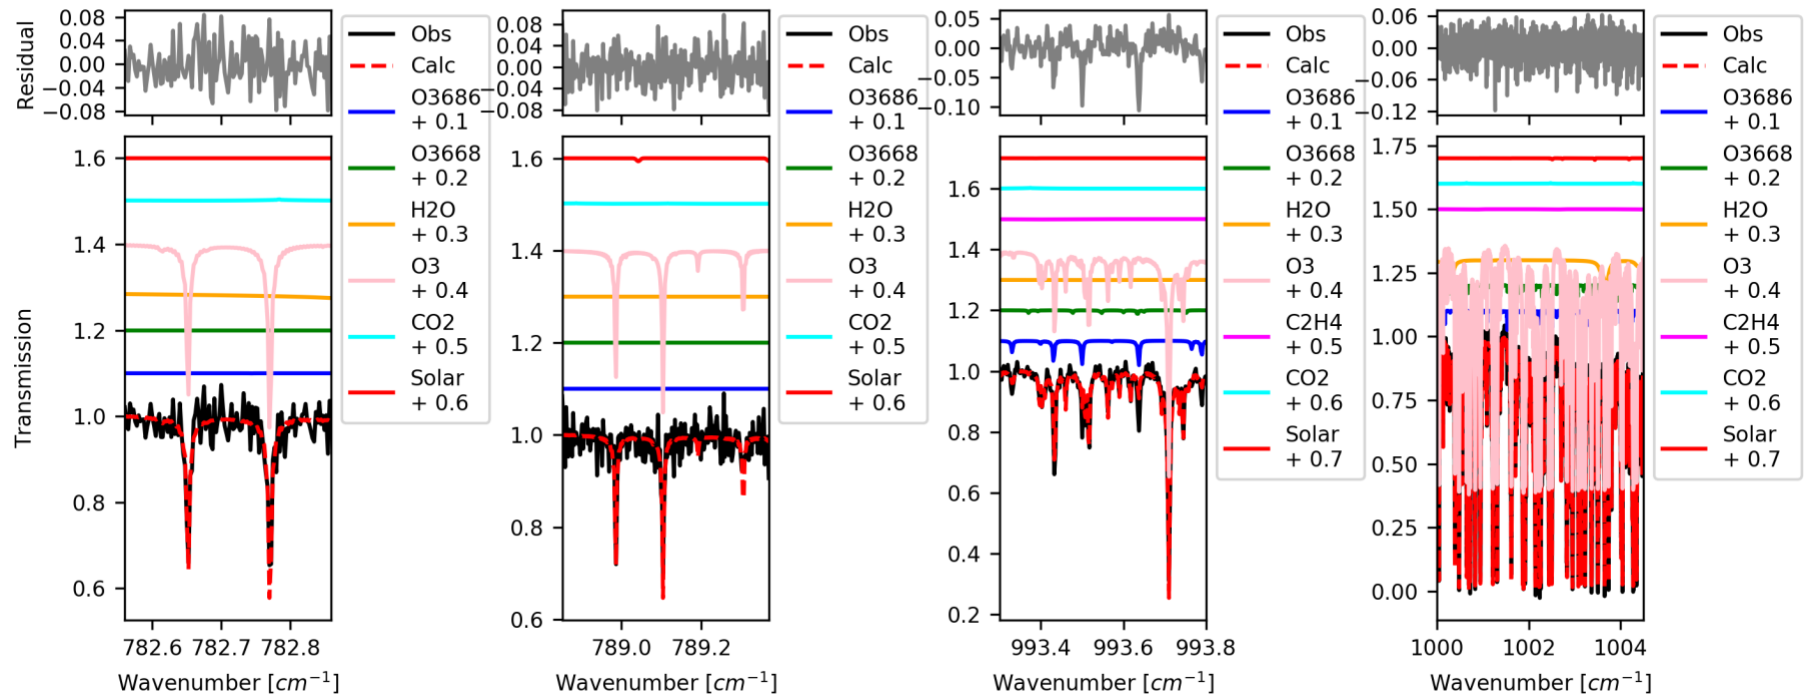 Residual
0.08
0.04
0.00
−0.04
−0.08
Transmission
1.6
1.4
1.2
1.0
0.8
0.6
782.6 782.7 782.8
Wavenumber [cm⁻¹]
Obs
Calc
O3686
+ 0.1
O3668
+ 0.2
H2O
+ 0.3
O3
+ 0.4
CO2
+ 0.5
Solar
+ 0.6
0.08
0.04
0.00
−0.04
−0.08
1.6
1.4
1.2
1.0
0.8
0.6
789.0 789.2
Wavenumber [cm⁻¹]
Obs
Calc
O3686
+ 0.1
O3668
+ 0.2
H2O
+ 0.3
O3
+ 0.4
CO2
+ 0.5
Solar
+ 0.6
0.05
0.00
−0.05
−0.10
1.6
1.4
1.2
1.0
0.8
0.6
0.4
0.2
993.4 993.6 993.8
Wavenumber [cm⁻¹]
Obs
Calc
O3686
+ 0.1
O3668
+ 0.2
H2O
+ 0.3
O3
+ 0.4
C2H4
+ 0.5
CO2
+ 0.6
Solar
+ 0.7
0.06
0.00
−0.06
−0.12
1.75
1.50
1.25
1.00
0.75
0.50
0.25
0.00
1000 1002 1004
Wavenumber [cm⁻¹]
Obs
Calc
O3686
+ 0.1
O3668
+ 0.2
H2O
+ 0.3
O3
+ 0.4
C2H4
+ 0.5
CO2
+ 0.6
Solar
+ 0.7